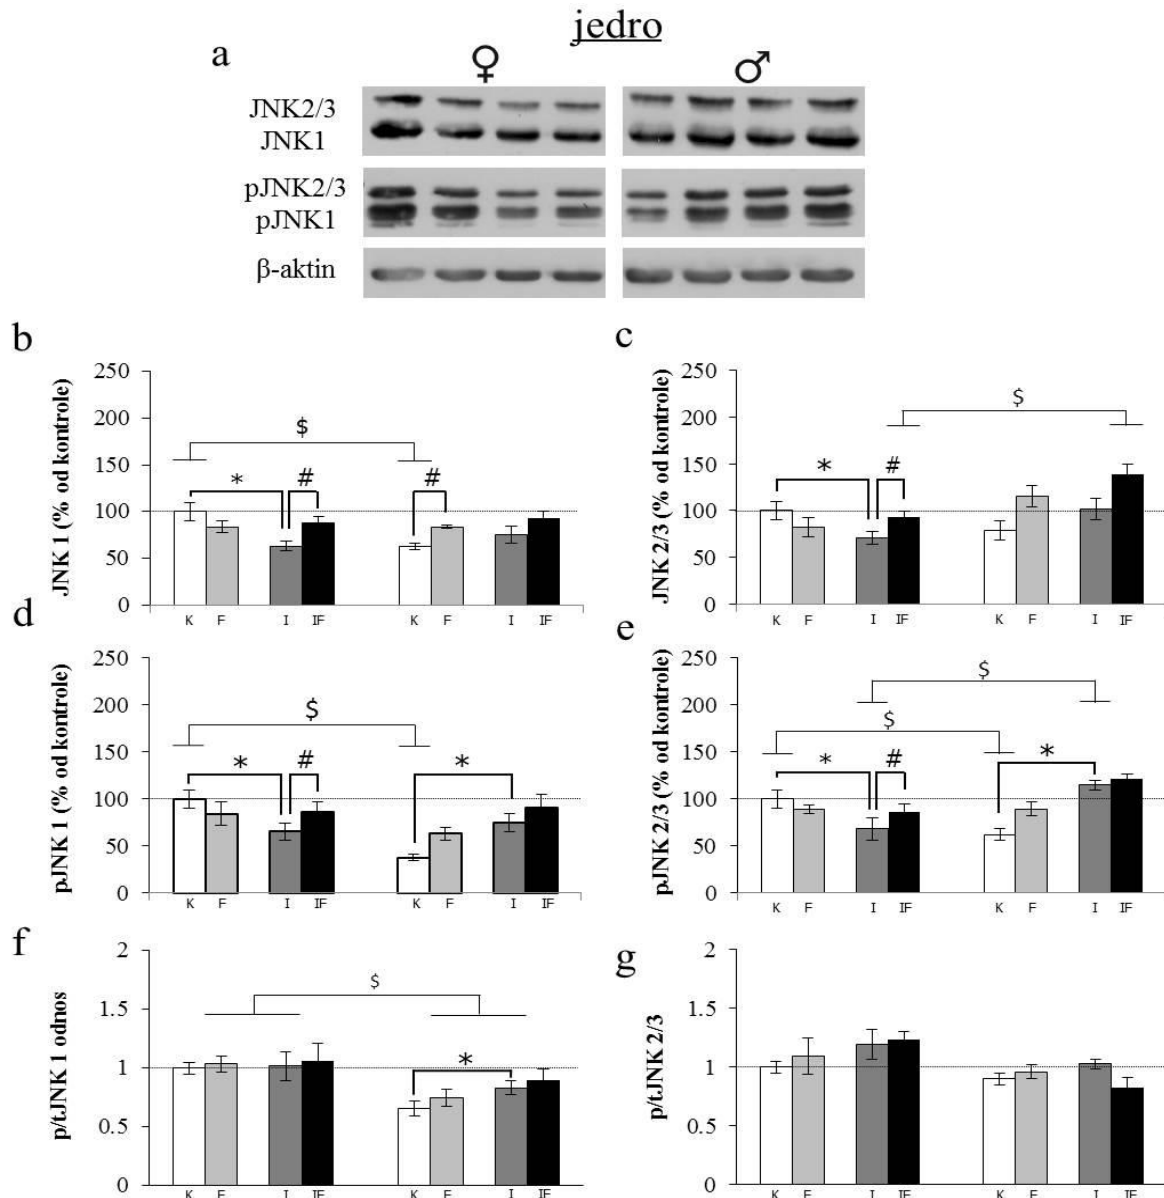 jedro
a
♀ ♂
JNK2/3
JNK1
pJNK2/3
pJNK1
β-aktin
b
JNK 1 (% od kontrole)
250
200
150
100
50
0
$
*
#
#
K F I IF K F I IF
c
JNK 2/3 (% od kontrole)
250
200
150
100
50
0
$
*
#
K F I IF K F I IF
d
pJNK 1 (% od kontrole)
250
200
150
100
50
0
$
*
#
*
K F I IF K F I IF
e
pJNK 2/3 (% od kontrole)
250
200
150
100
50
0
$
$
*
#
*
K F I IF K F I IF
f
p/tJNK 1 odnos
2
1.5
1
0.5
0
$
*
K F I IF K F I IF
g
p/tJNK 2/3
2
1.5
1
0.5
0
K F I IF K F I IF